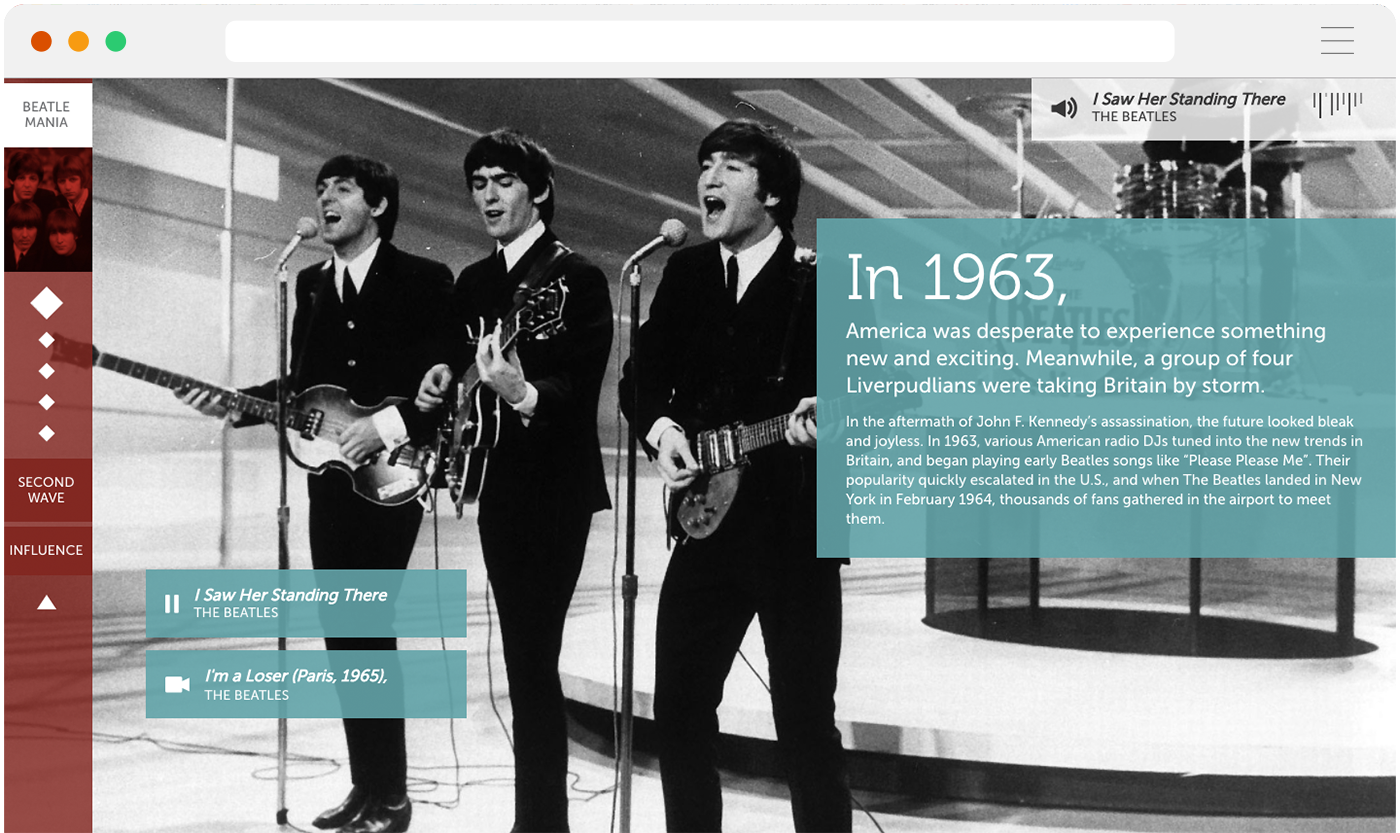 BEATLE
MANIA
SECOND
WAVE
INFLUENCE
I Saw Her Standing There
THE BEATLES
In 1963,
America was desperate to experience something
new and exciting. Meanwhile, a group of four
Liverpudlians were taking Britain by storm.
In the aftermath of John F. Kennedy's assassination, the future looked bleak
and joyless. In 1963, various American radio DJs tuned into the new trends in
Britain, and began playing early Beatles songs like “Please Please Me”. Their
popularity quickly escalated in the U.S., and when The Beatles landed in New
York in February 1964, thousands of fans gathered in the airport to meet
them.
THE
BEATLES
I Saw Her Standing There
THE BEATLES
I'm a Loser (Paris, 1965),
THE BEATLES